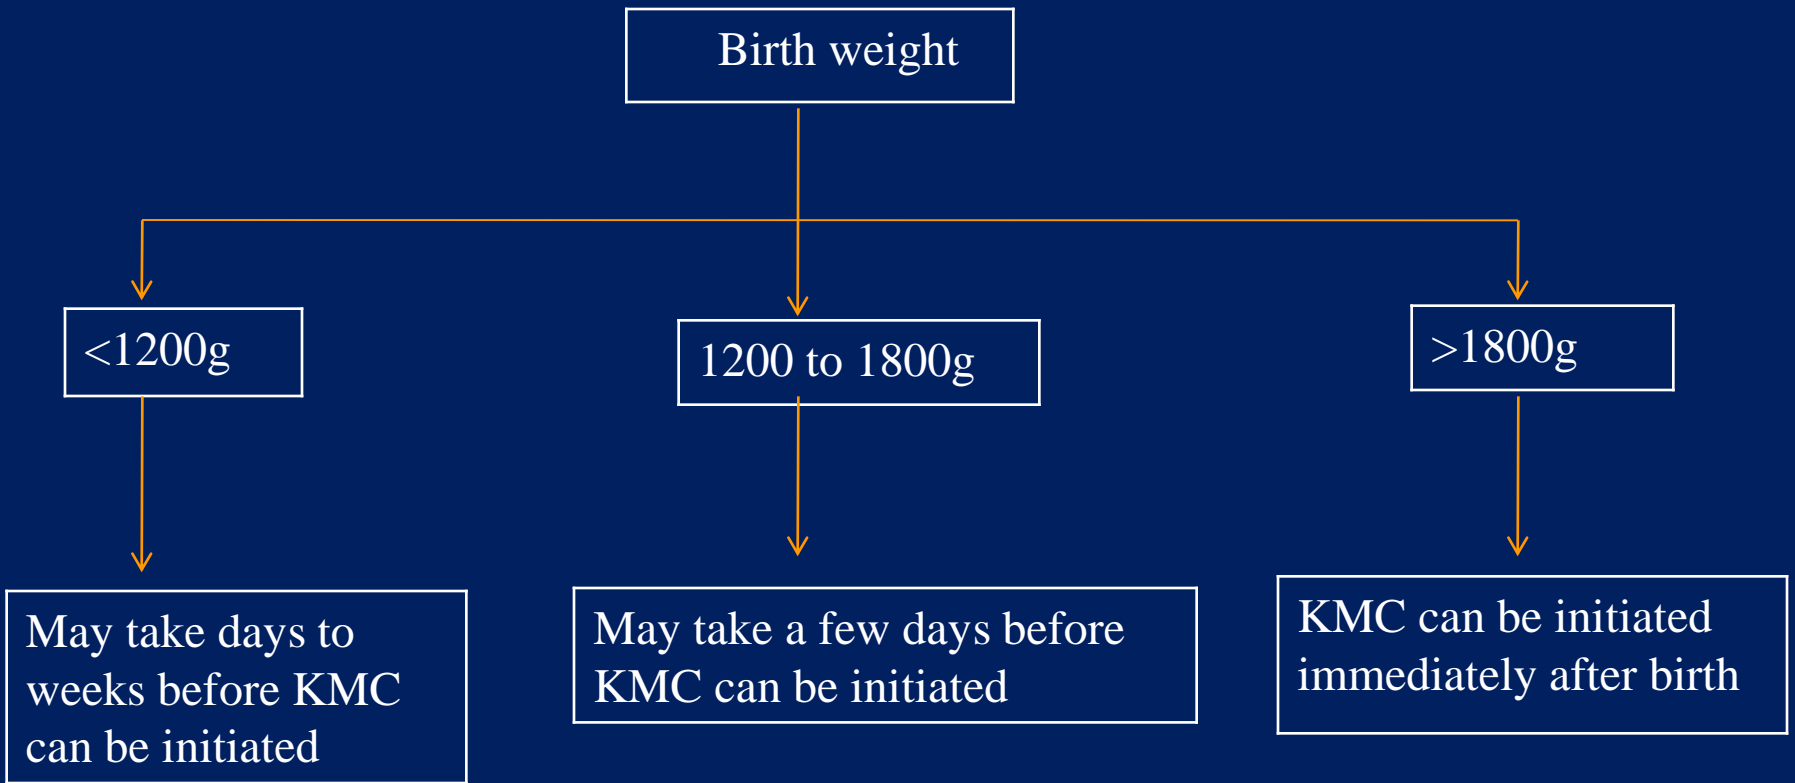 Birth weight
<1200g
1200 to 1800g
>1800g
May take days to
weeks before KMC
can be initiated
May take a few days before
KMC can be initiated
KMC can be initiated
immediately after birth